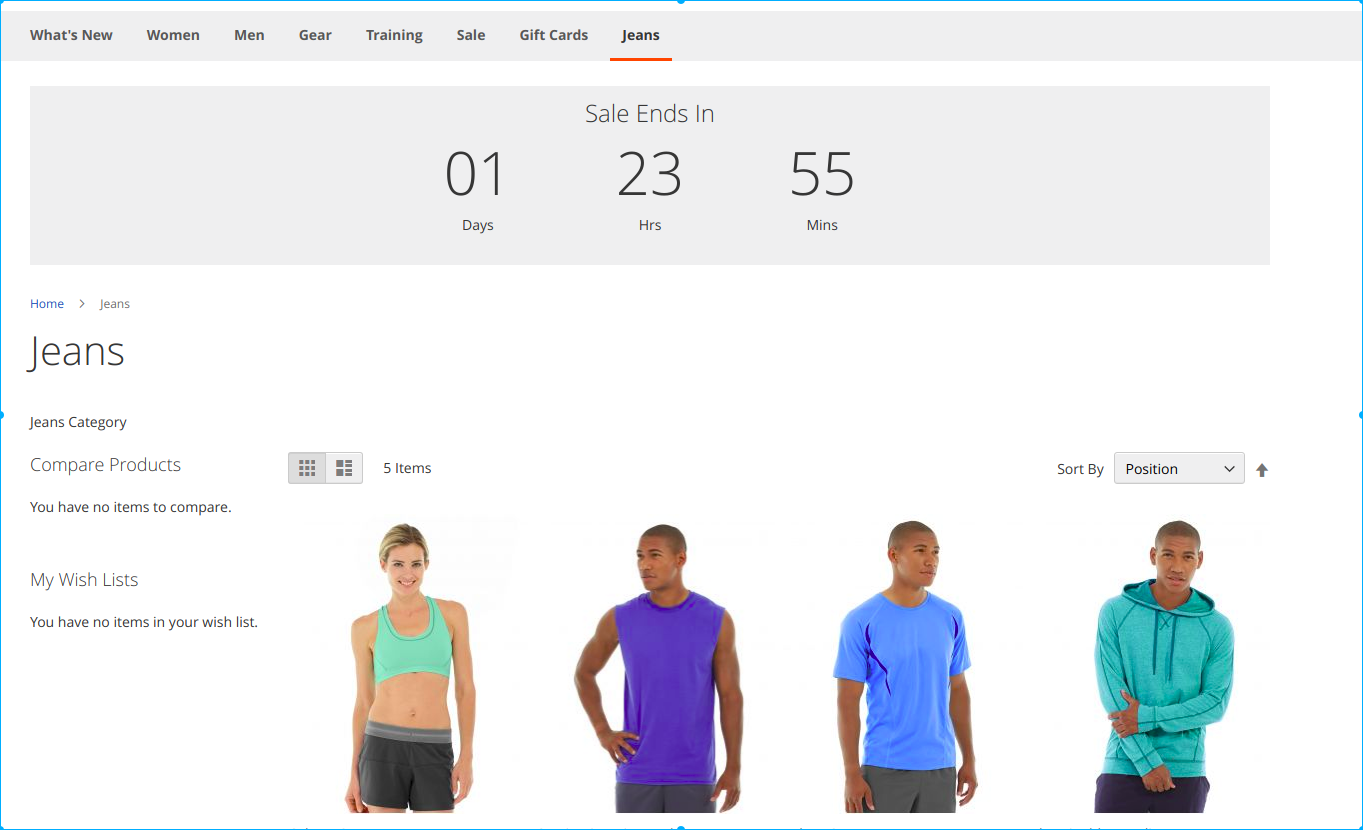 What's New Women Men Gear Training Sale Gift Cards Jeans
Sale Ends In
01 23 55
Days Hrs Mins
Home > Jeans
Jeans
Jeans Category
Compare Products
5 Items
Sort By Position
You have no items to compare.
My Wish Lists
You have no items in your wish list.